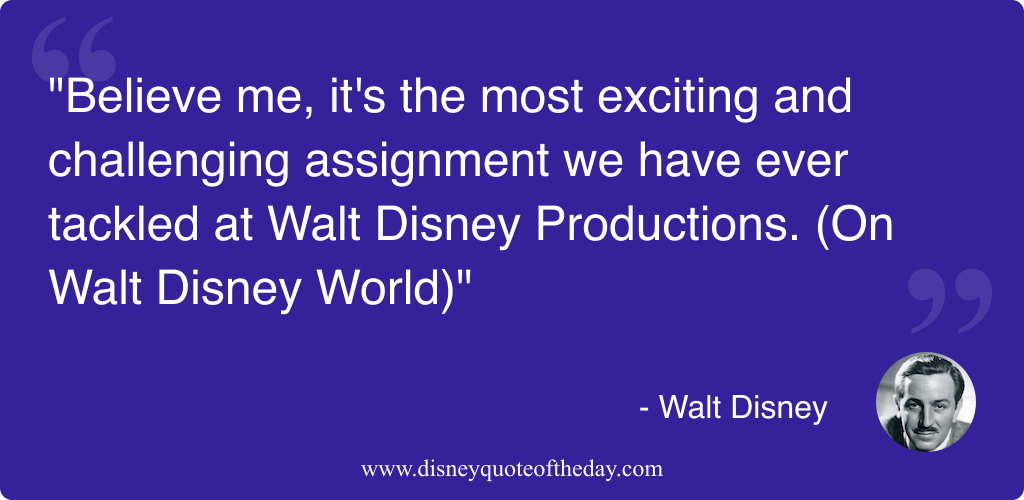 "Believe me, it's the most exciting and
challenging assignment we have ever
tackled at Walt Disney Productions. (On
Walt Disney World)"
- Walt Disney
www.disneyquoteoftheday.com